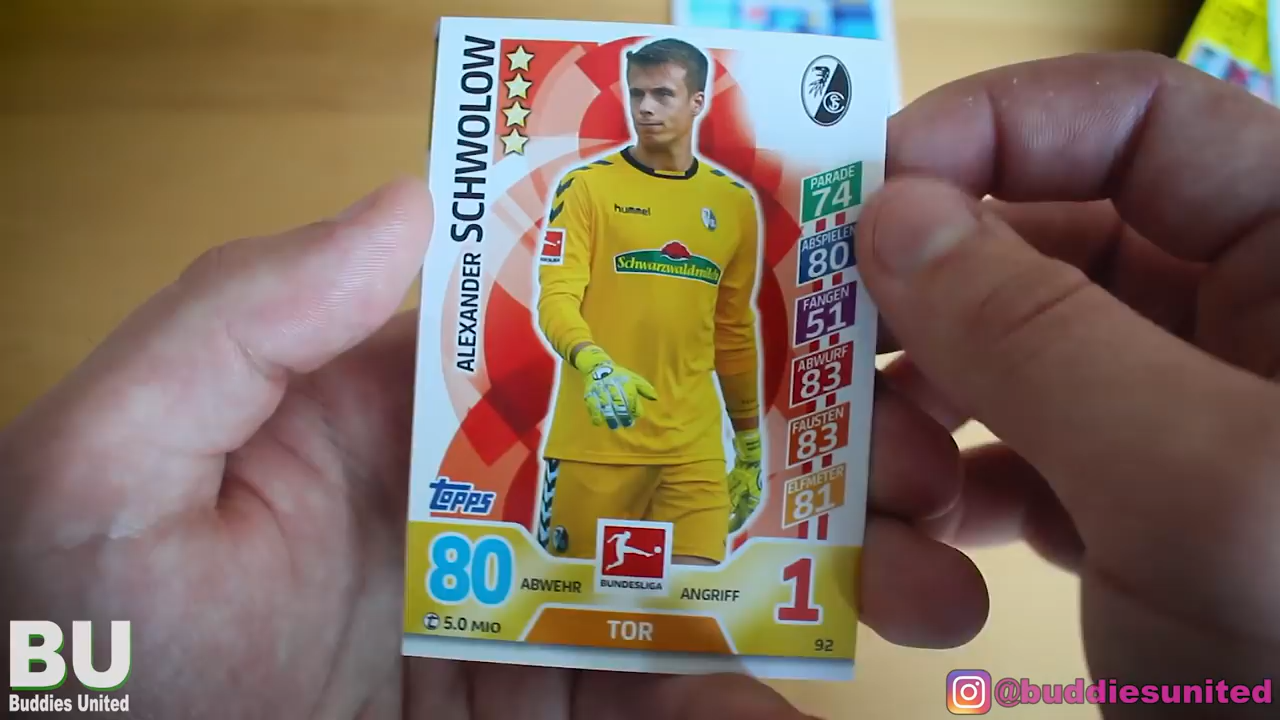 ALEXANDER SCHWOLOW
SC
PARADE
74
ABSPIELEN
80
FANGEN
51
ABWURF
83
FAUSTEN
83
ELFMETER
81
hummel
Schwarzwaldmilch
TOPPS
80 ABWEHR
BUNDESLIGA
ANGRIFF 1
5.0 MIO
TOR
92
BU
Buddies United
@buddiesunited